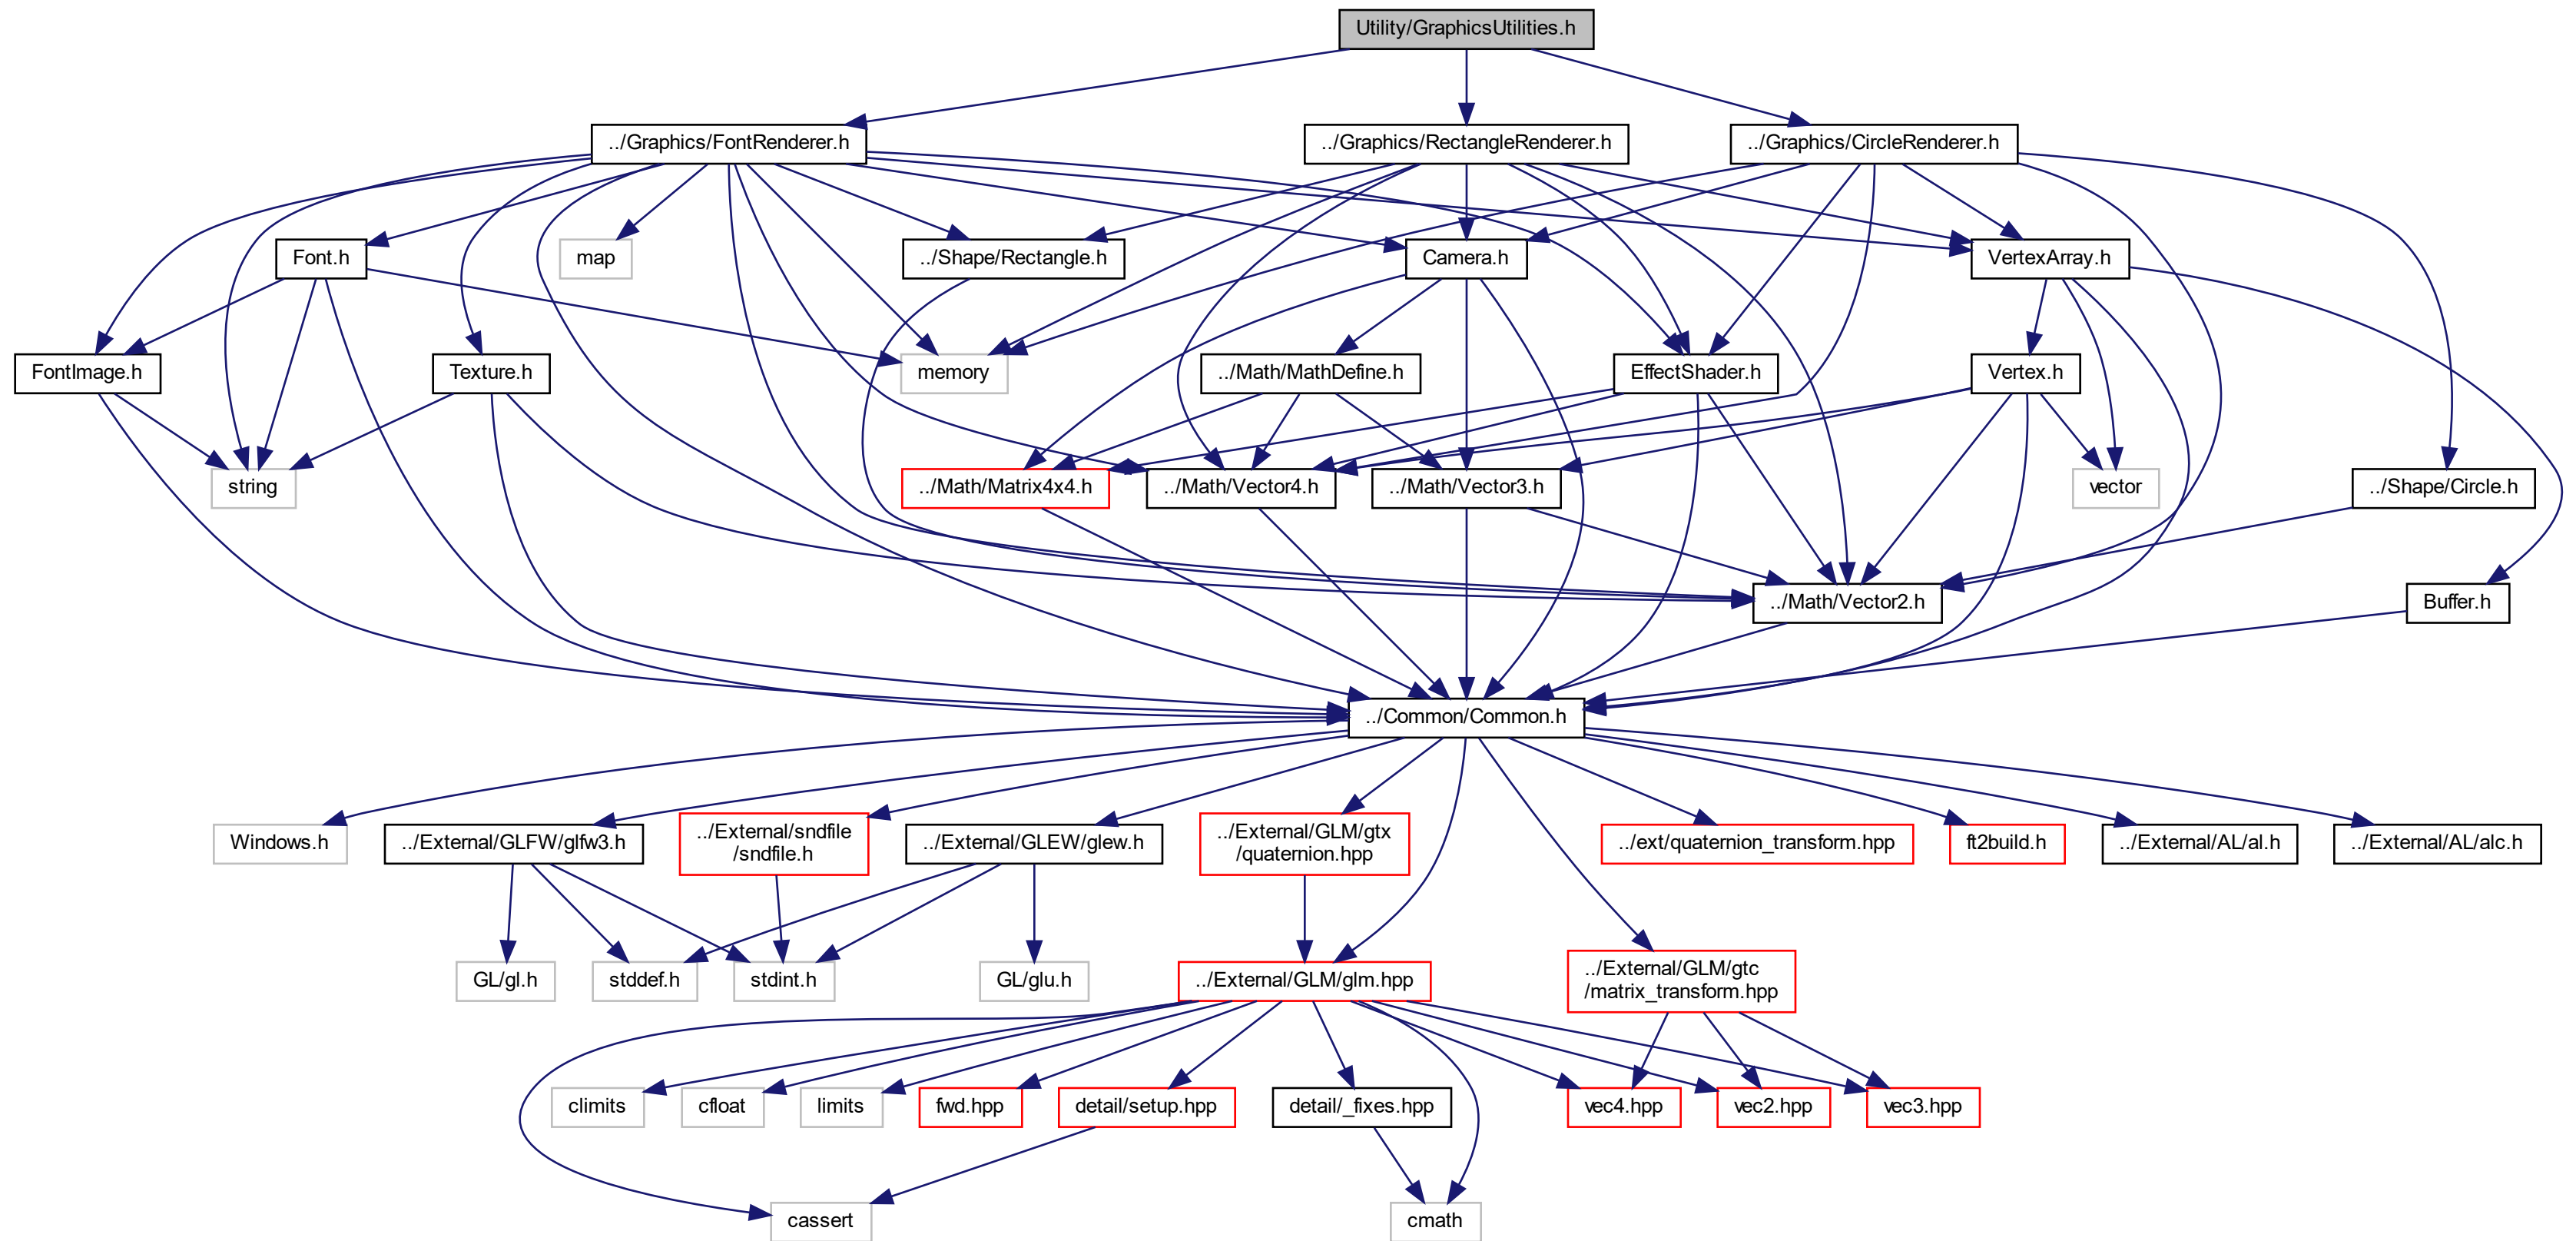 Utility/GraphicsUtilities.h
../Graphics/FontRenderer.h
../Graphics/RectangleRenderer.h
../Graphics/CircleRenderer.h
Font.h
map
../Shape/Rectangle.h
Camera.h
VertexArray.h
FontImage.h
Texture.h
memory
../Math/MathDefine.h
EffectShader.h
Vertex.h
string
../Math/Matrix4x4.h
../Math/Vector4.h
../Math/Vector3.h
vector
../Shape/Circle.h
../Math/Vector2.h
Buffer.h
../Common/Common.h
Windows.h
../External/GLFW/glfw3.h
../External/sndfile
/sndfile.h
../External/GLEW/glew.h
../External/GLM/gtx
/quaternion.hpp
../ext/quaternion_transform.hpp
ft2build.h
../External/AL/al.h
../External/AL/alc.h
GL/gl.h
stddef.h
stdint.h
GL/glu.h
../External/GLM/glm.hpp
../External/GLM/gtc
/matrix_transform.hpp
climits
cfloat
limits
fwd.hpp
detail/setup.hpp
detail/_fixes.hpp
vec4.hpp
vec2.hpp
vec3.hpp
cassert
cmath